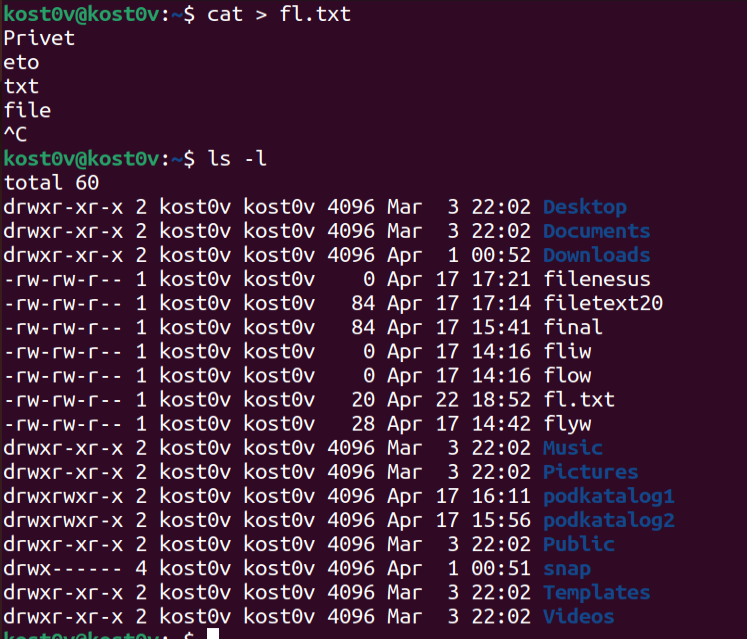 kost0v@kost0v:~$ cat > fl.txt
Privet
eto
txt
file
^C
kost0v@kost0v:~$ ls -l
total 60
drwxr-xr-x 2 kost0v kost0v 4096 Mar  3 22:02 Desktop
drwxr-xr-x 2 kost0v kost0v 4096 Mar  3 22:02 Documents
drwxr-xr-x 2 kost0v kost0v 4096 Apr  1 00:52 Downloads
-rw-rw-r-- 1 kost0v kost0v    0 Apr 17 17:21 filenesus
-rw-rw-r-- 1 kost0v kost0v   84 Apr 17 17:14 filetext20
-rw-rw-r-- 1 kost0v kost0v   84 Apr 17 15:41 final
-rw-rw-r-- 1 kost0v kost0v    0 Apr 17 14:16 fliw
-rw-rw-r-- 1 kost0v kost0v    0 Apr 17 14:16 flow
-rw-rw-r-- 1 kost0v kost0v   20 Apr 22 18:52 fl.txt
-rw-rw-r-- 1 kost0v kost0v   28 Apr 17 14:42 flyw
drwxr-xr-x 2 kost0v kost0v 4096 Mar  3 22:02 Music
drwxr-xr-x 2 kost0v kost0v 4096 Mar  3 22:02 Pictures
drwxrwxr-x 2 kost0v kost0v 4096 Apr 17 16:11 podkatalog1
drwxrwxr-x 2 kost0v kost0v 4096 Apr 17 15:56 podkatalog2
drwxr-xr-x 2 kost0v kost0v 4096 Mar  3 22:02 Public
drwx------ 4 kost0v kost0v 4096 Apr  1 00:51 snap
drwxr-xr-x 2 kost0v kost0v 4096 Mar  3 22:02 Templates
drwxr-xr-x 2 kost0v kost0v 4096 Mar  3 22:02 Videos
kost0v@kost0v:~$